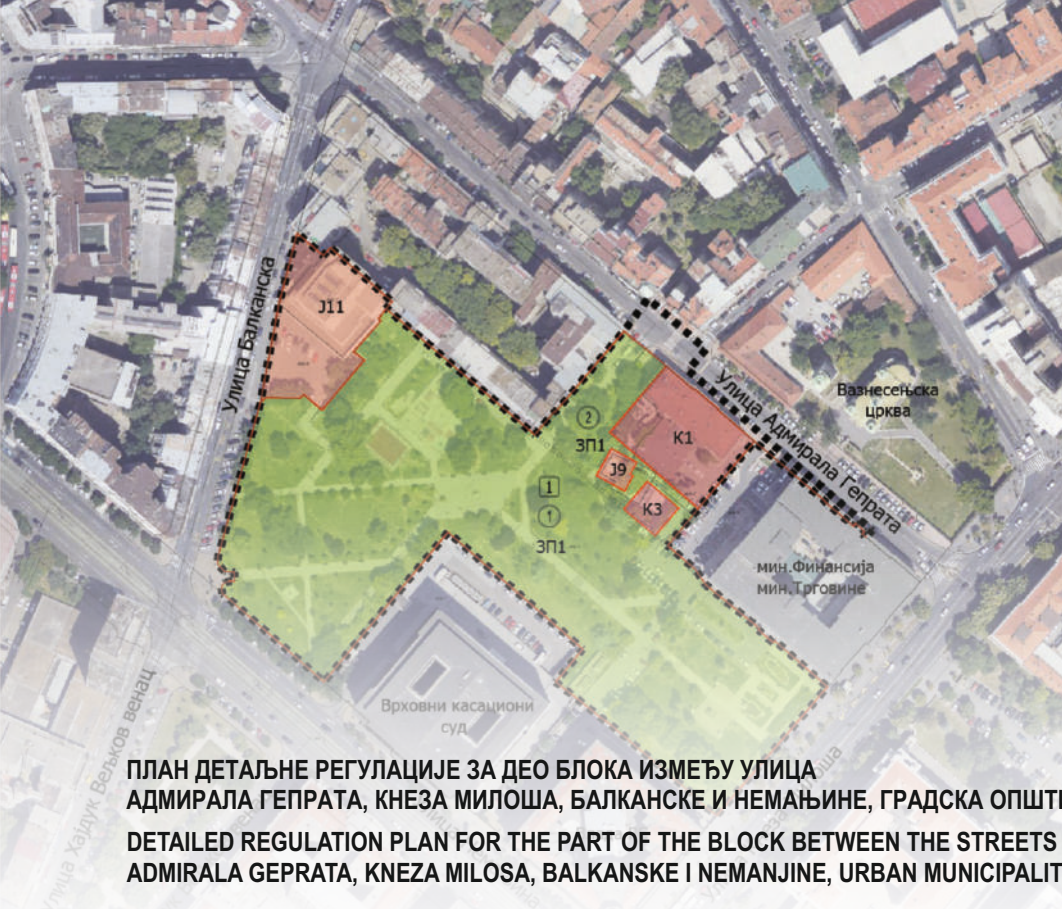 Улица Балканска
Ј11
Улица Адмирала Гепрата
Вазнесењска
црква
2
ЗП1
К1
Ј9
К3
1
1
ЗП1
мин.Финансија
мин.Трговине
Врховни касациони
суд
Улица Хајдук Вељков венац
ПЛАН ДЕТАЉНЕ РЕГУЛАЦИЈЕ ЗА ДЕО БЛОКА ИЗМЕЂУ УЛИЦА
АДМИРАЛА ГЕПРАТА, КНЕЗА МИЛОША, БАЛКАНСКЕ И НЕМАЊИНЕ, ГРАДСКА ОПШТ
DETAILED REGULATION PLAN FOR THE PART OF THE BLOCK BETWEEN THE STREETS
ADMIRALA GEPRATA, KNEZA MILOSA, BALKANSKE I NEMANJINE, URBAN MUNICIPALIT